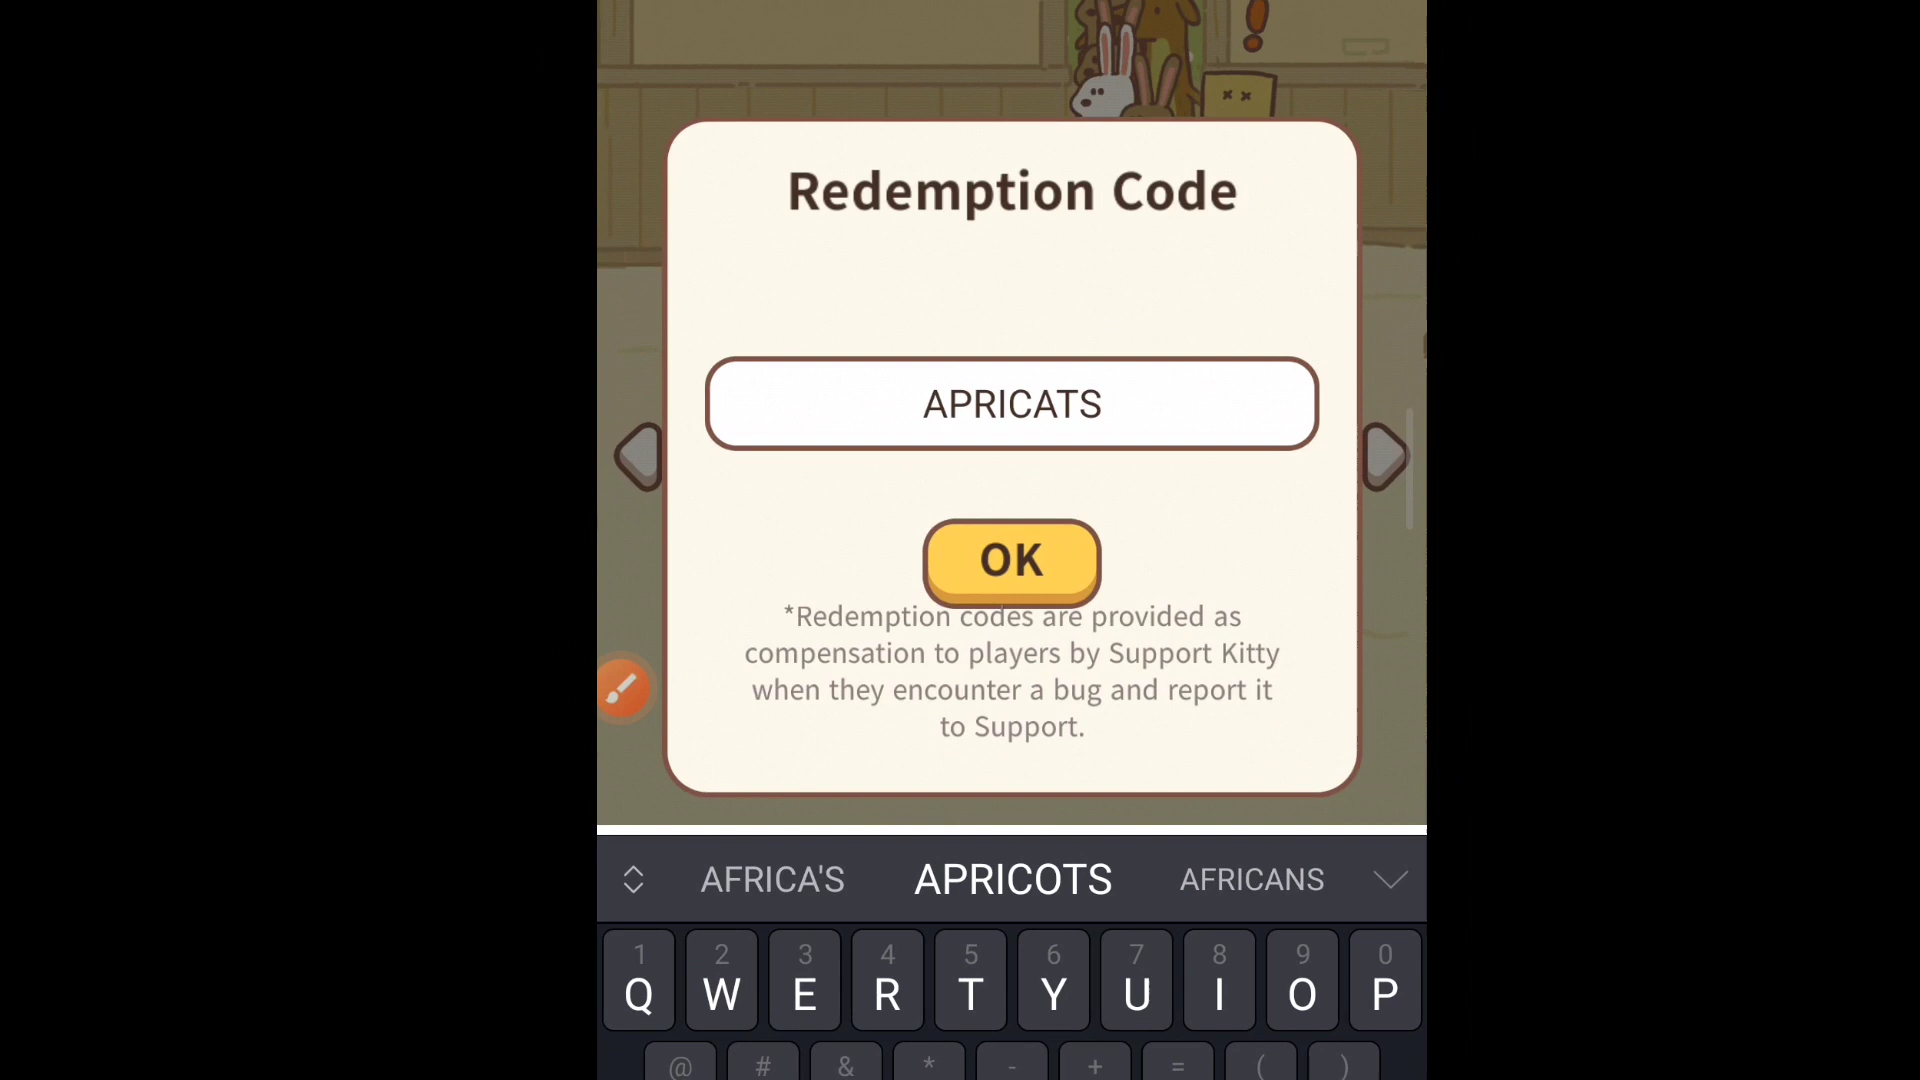 Redemption Code
APRICATS
OK
*Redemption codes are provided as
compensation to players by Support Kitty
when they encounter a bug and report it
to Support.
AFRICA'S APRICOTS AFRICANS
1 2 3 4 5 6 7 8 9 0
Q W E R T Y U I O P
@ # & * - + = ( )